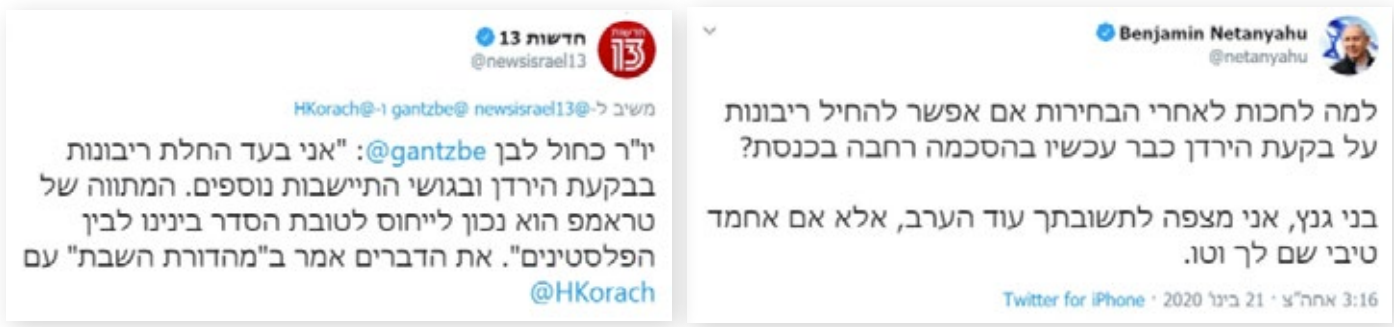 Benjamin Netanyahu
@netanyahu
למה לחכות לאחרי הבחירות אם אפשר להחיל ריבונות
על בקעת הירדן כבר עכשיו בהסכמה רחבה בכנסת?
בני גנץ, אני מצפה לתשובתך עוד הערב, אלא אם אחמד
טיבי שם לך וטו.
3:16 אחה"צ · 21 בינו׳ 2020 · Twitter for iPhone
חדשות 13
13 חדשות
@newsisrael13
משיב ל-@newsisrael13 @gantzbe ו-@HKorach
יו"ר כחול לבן @gantzbe: "אני בעד החלת ריבונות
בבקעת הירדן ובגושי התיישבות נוספים. המתווה של
טראמפ הוא נכון לייחוס לטובת הסדר בינינו לבין
הפלסטינים". את הדברים אמר ב"מהדורת השבת" עם
@HKorach